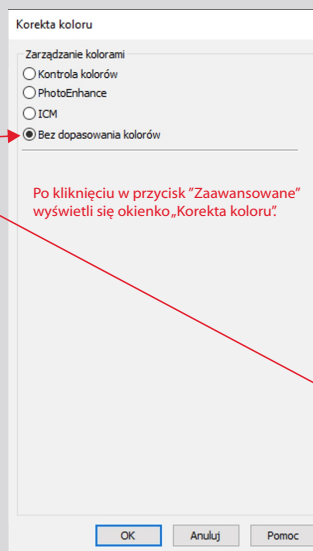 Korekta koloru
Zarządzanie kolorami
Kontrola kolorów
PhotoEnhance
ICM
Bez dopasowania kolorów
Po kliknięciu w przycisk "Zaawansowane"
wyświetli się okienko „Korekta koloru”.
OK Anuluj Pomoc